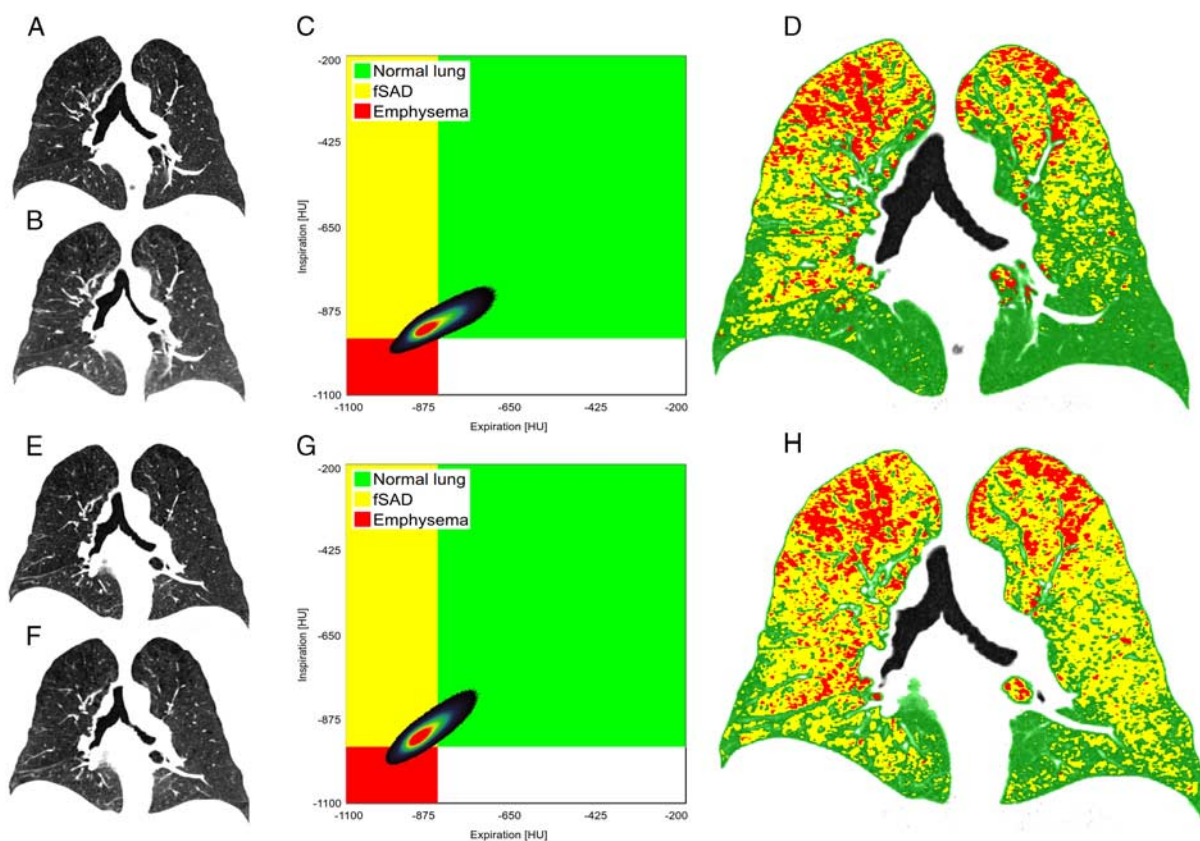 A
B
C
-200
-425
-650
-875
-1100
Inspiration [HU]
Normal lung
fSAD
Emphysema
-1100
-875
-650
-425
-200
Expiration [HU]
D
E
F
G
-200
-425
-650
-875
-1100
Inspiration [HU]
Normal lung
fSAD
Emphysema
-1100
-875
-650
-425
-200
Expiration [HU]
H